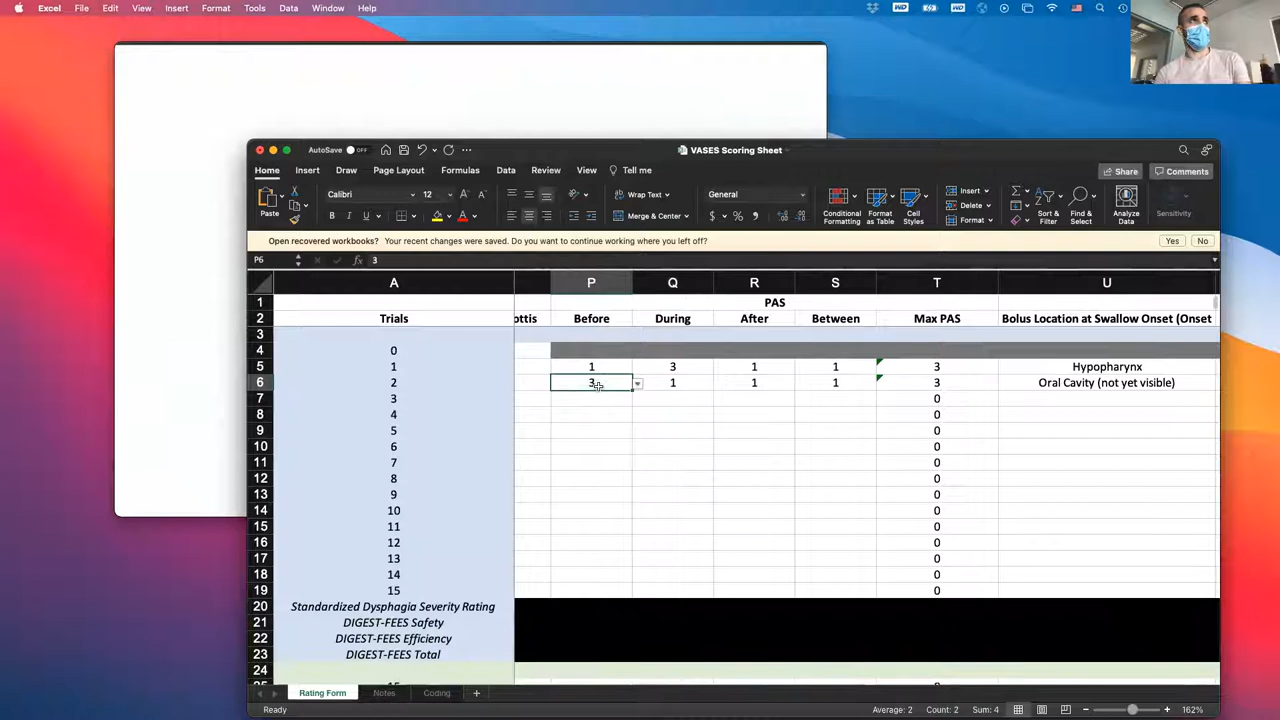 Excel File Edit View Insert Format Tools Data Window Help
AutoSave OFF VASES Scoring Sheet
Home Insert Draw Page Layout Formulas Data Review View Tell me Share Comments
Paste Calibri 12 Wrap Text General Conditional Formatting Format as Table Cell Styles Insert Sort & Filter Find & Select Analyze Data Sensitivity
B I U Merge & Center $ % Delete Format
Open recovered workbooks? Your recent changes were saved. Do you want to continue working where you left off? Yes No
P6 fx 3
A P Q R S T U
1 PAS
2 Trials ottis Before During After Between Max PAS Bolus Location at Swallow Onset (Onset
3
4 0
5 1 1 3 1 1 3 Hypopharynx
6 2 3 1 1 1 3 Oral Cavity (not yet visible)
7 3 0
8 4 0
9 5 0
10 6 0
11 7 0
12 8 0
13 9 0
14 10 0
15 11 0
16 12 0
17 13 0
18 14 0
19 15 0
20 Standardized Dysphagia Severity Rating
21 DIGEST-FEES Safety
22 DIGEST-FEES Efficiency
23 DIGEST-FEES Total
24
Rating Form Notes Coding +
Ready Average: 2 Count: 2 Sum: 4 162%